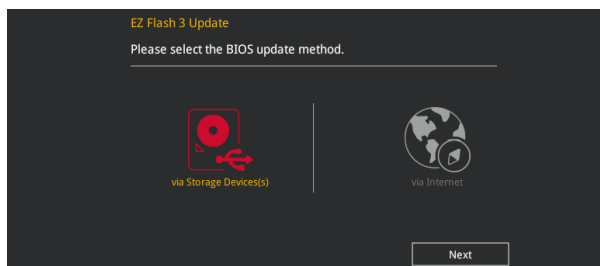 EZ Flash 3 Update
Please select the BIOS update method.
via Storage Devices(s)
via Internet
Next